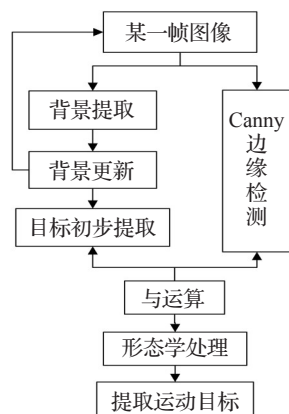 某一帧图像
背景提取
背景更新
目标初步提取
Canny
边
缘
检
测
与运算
形态学处理
提取运动目标